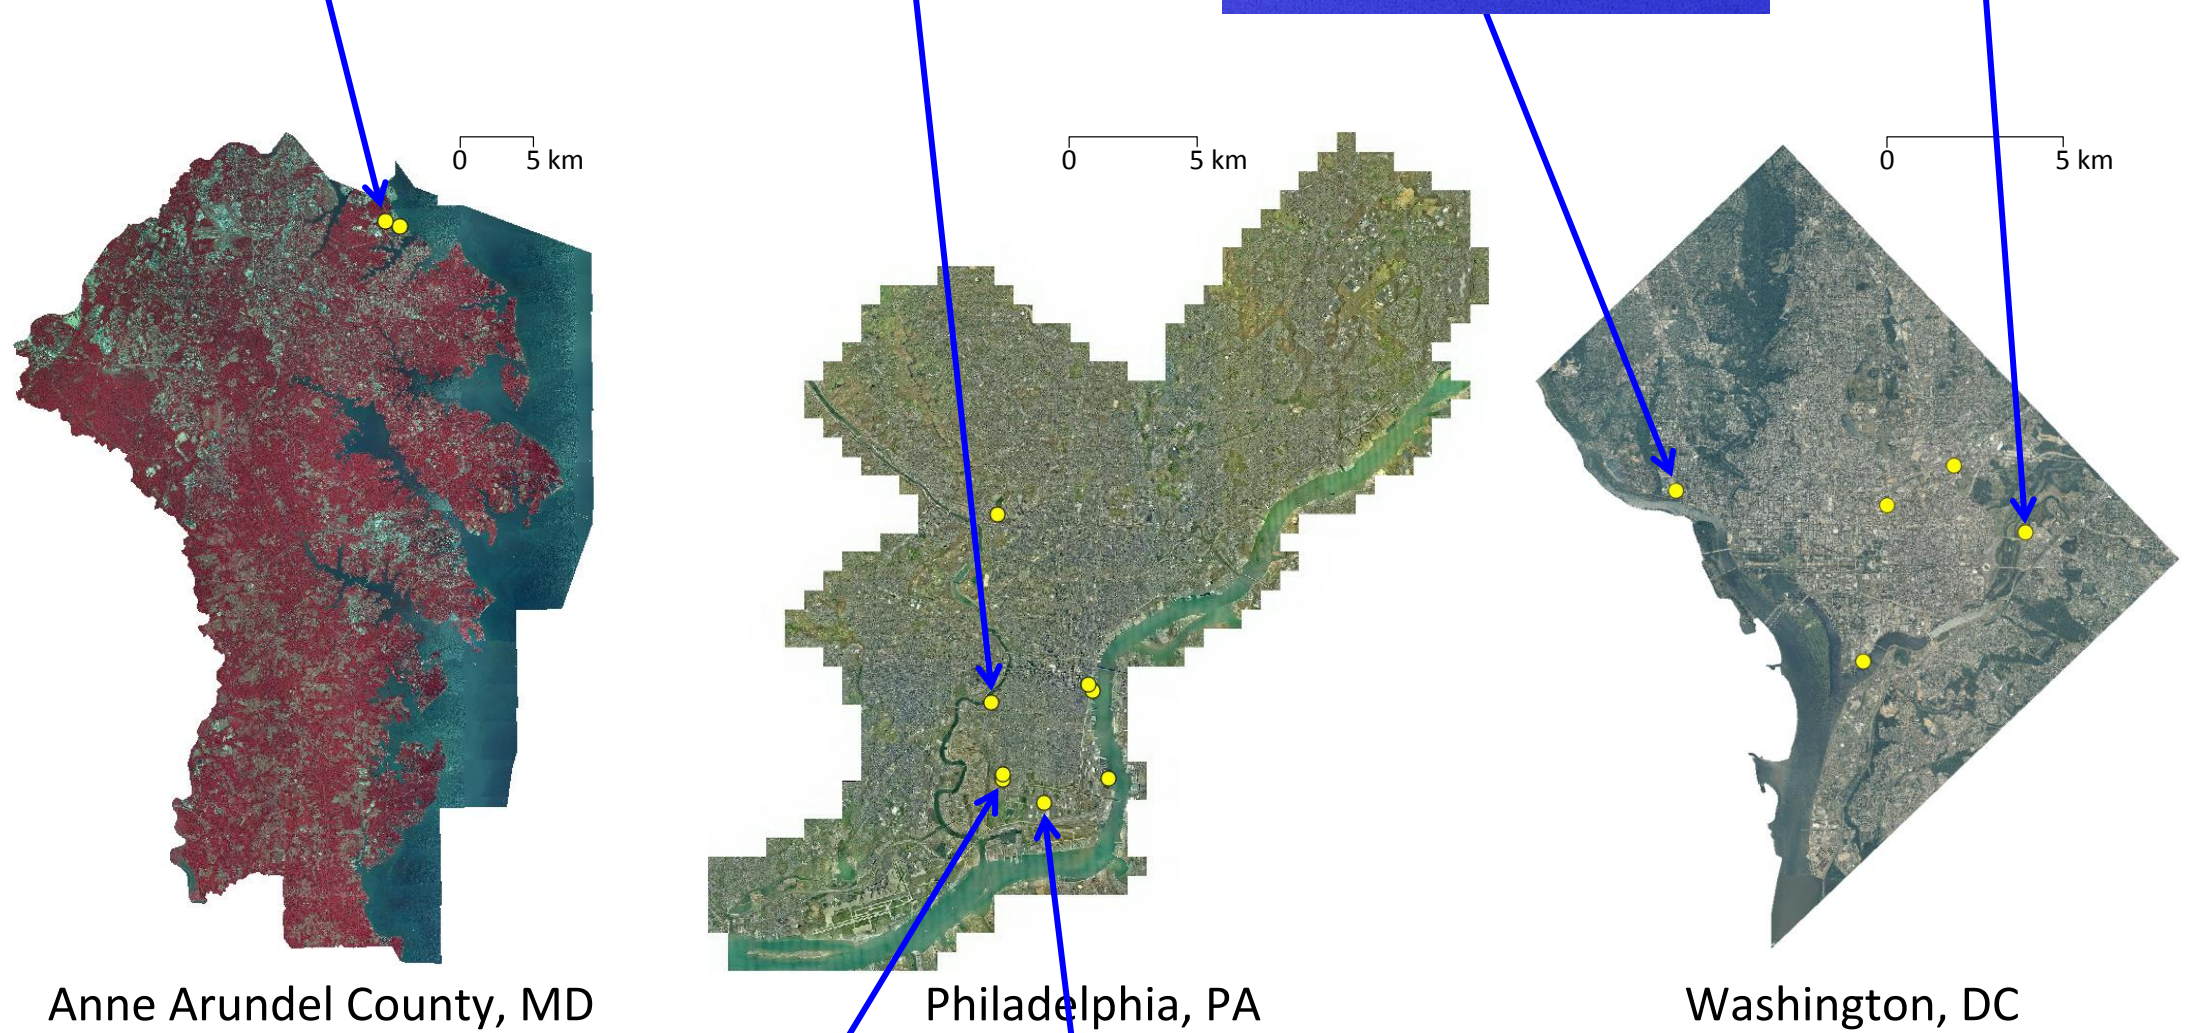 0 5 km
0 5 km
0 5 km
Anne Arundel County, MD
Philadelphia, PA
Washington, DC